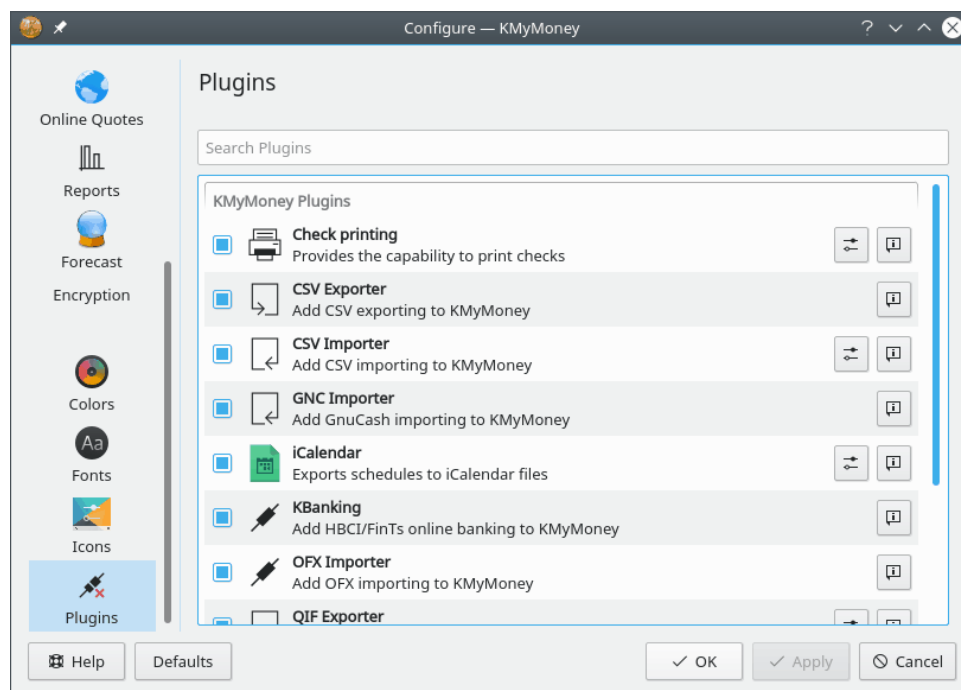 Configure — KMyMoney
Online Quotes
Reports
Forecast
Encryption
Colors
Aa
Fonts
Icons
Plugins
Plugins
Search Plugins
KMyMoney Plugins
Check printing
Provides the capability to print checks
CSV Exporter
Add CSV exporting to KMyMoney
CSV Importer
Add CSV importing to KMyMoney
GNC Importer
Add GnuCash importing to KMyMoney
iCalendar
Exports schedules to iCalendar files
KBanking
Add HBCI/FinTs online banking to KMyMoney
OFX Importer
Add OFX importing to KMyMoney
QIF Exporter
Help
Defaults
OK
Apply
Cancel